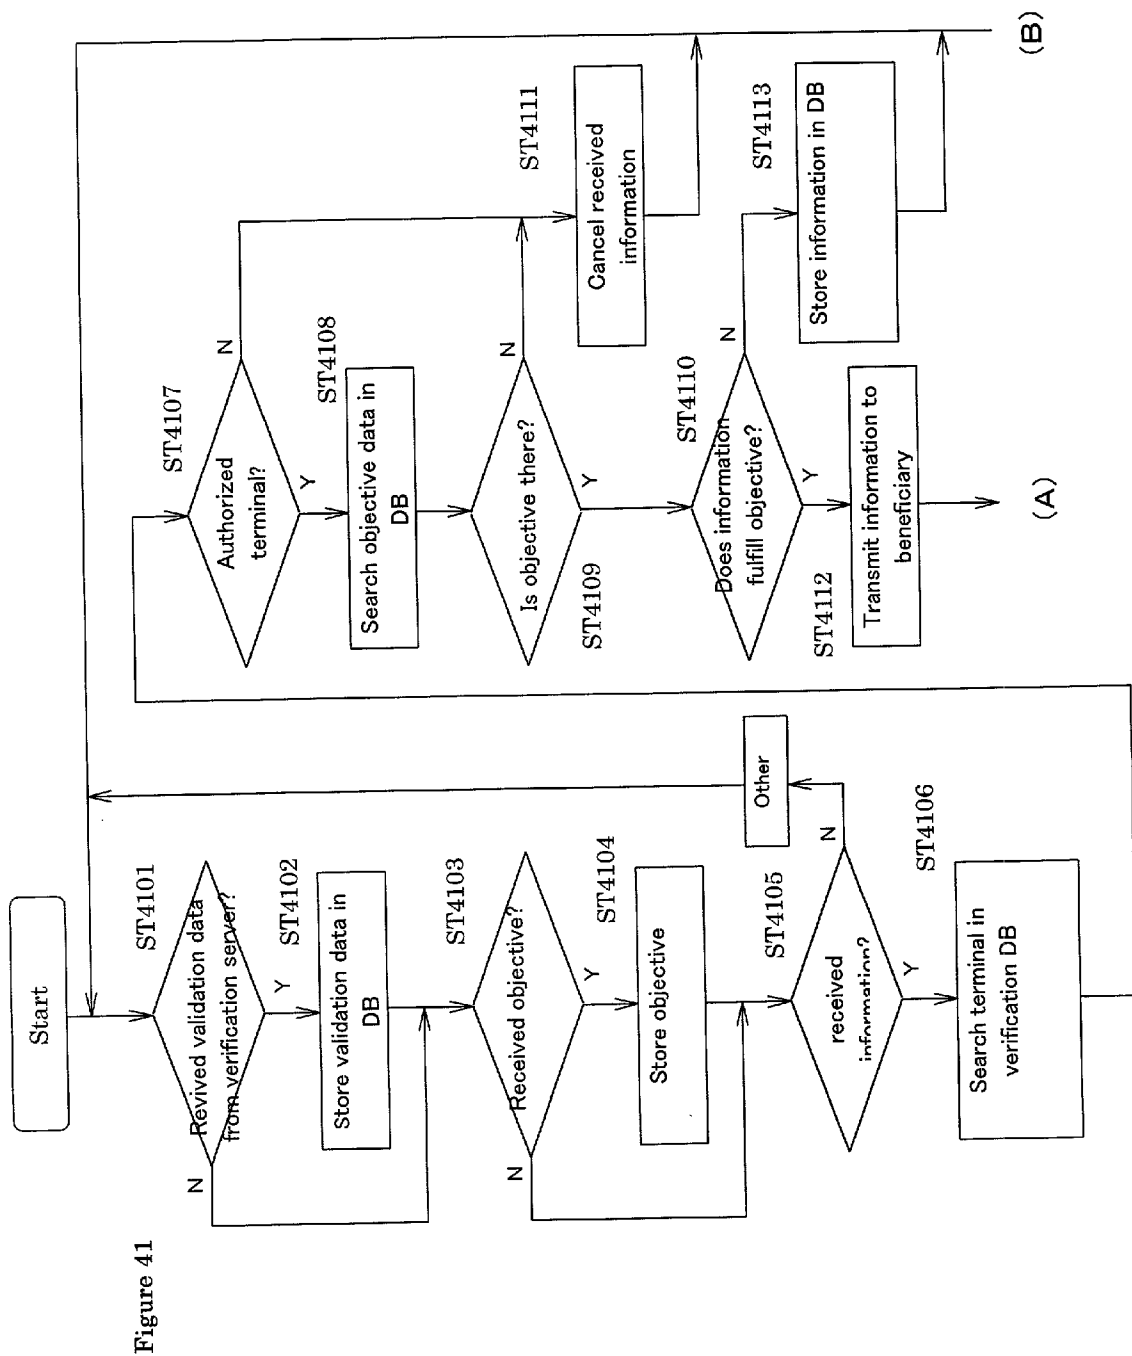 Figure 41
Start
ST4101
Revived validation data
from verification server?
N
Y
ST4102
Store validation data in
DB
ST4103
Received objective?
N
Y
ST4104
Store objective
ST4105
received
information?
N
Y
Other
ST4106
Search terminal in
verification DB
ST4107
Authorized
terminal?
N
Y
ST4108
Search objective data in
DB
ST4109
Is objective there?
N
Y
ST4111
Cancel received
information
ST4110
Does information
fulfill objective?
N
Y
ST4112
Transmit information to
beneficiary
ST4113
Store information in DB
(A)
(B)